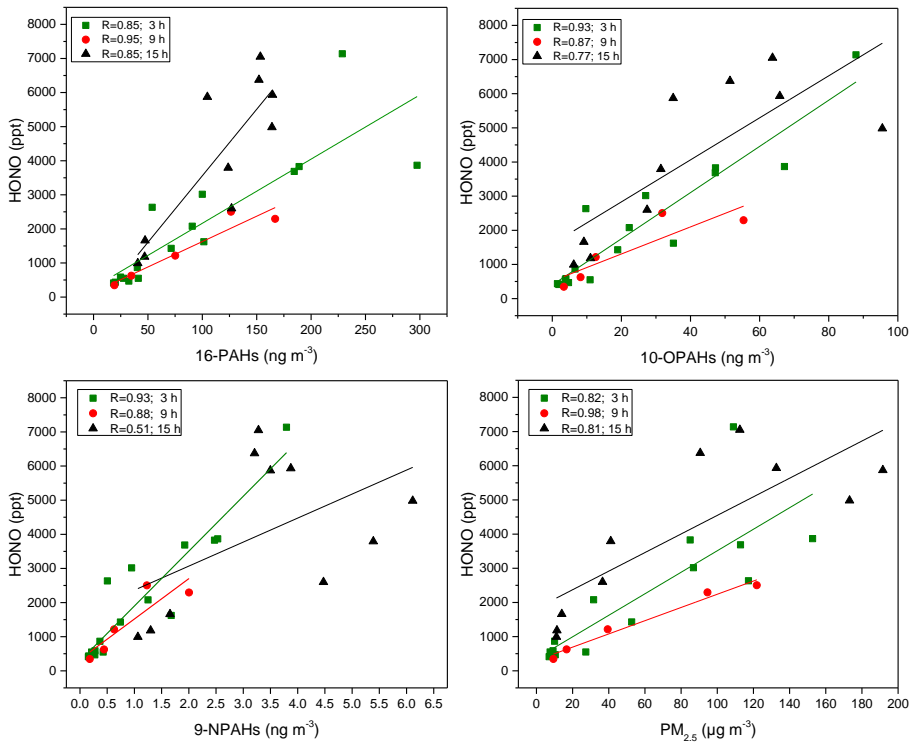 R=0.85; 3 h
R=0.95; 9 h
R=0.85; 15 h
8000
7000
6000
5000
4000
3000
2000
1000
0
HONO (ppt)
0 50 100 150 200 250 300
16-PAHs (ng m-3)
R=0.93; 3 h
R=0.87; 9 h
R=0.77; 15 h
8000
7000
6000
5000
4000
3000
2000
1000
0
HONO (ppt)
0 20 40 60 80 100
10-OPAHs (ng m-3)
R=0.93; 3 h
R=0.88; 9 h
R=0.51; 15 h
8000
7000
6000
5000
4000
3000
2000
1000
0
HONO (ppt)
0.0 0.5 1.0 1.5 2.0 2.5 3.0 3.5 4.0 4.5 5.0 5.5 6.0 6.5
9-NPAHs (ng m-3)
R=0.82; 3 h
R=0.98; 9 h
R=0.81; 15 h
8000
7000
6000
5000
4000
3000
2000
1000
0
HONO (ppt)
0 20 40 60 80 100 120 140 160 180 200
PM2.5 (µg m-3)